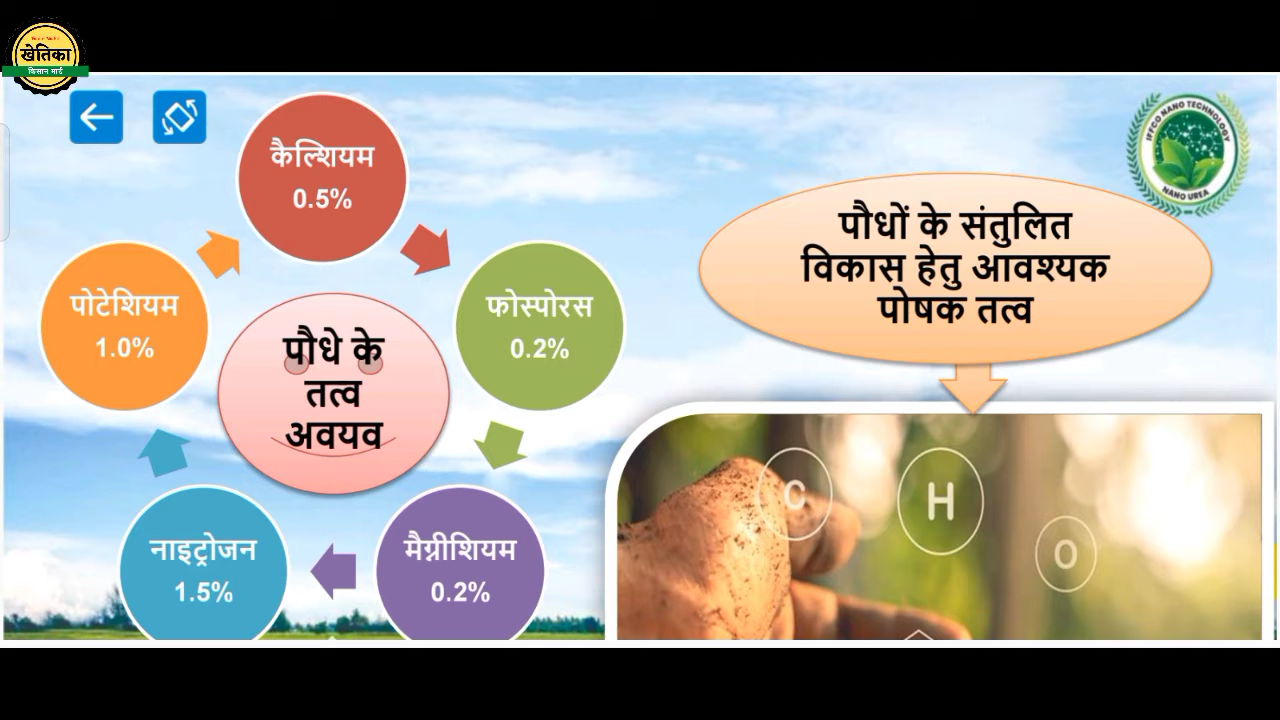 खेतिका
किसान मार्ट
कैल्शियम
0.5%
पोटेशियम
1.0%
फोस्पोरस
0.2%
पौधे के
तत्व
अवयव
नाइट्रोजन
1.5%
मैग्नीशियम
0.2%
IFFCO NANO TECHNOLOGY
NANO UREA
पौधों के संतुलित
विकास हेतु आवश्यक
पोषक तत्व
C
H
O